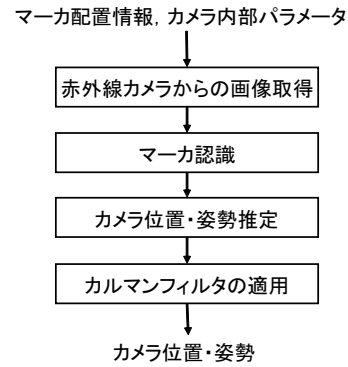 マーカ配置情報, カメラ内部パラメータ
赤外線カメラからの画像取得
マーカ認識
カメラ位置・姿勢推定
カルマンフィルタの適用
カメラ位置・姿勢